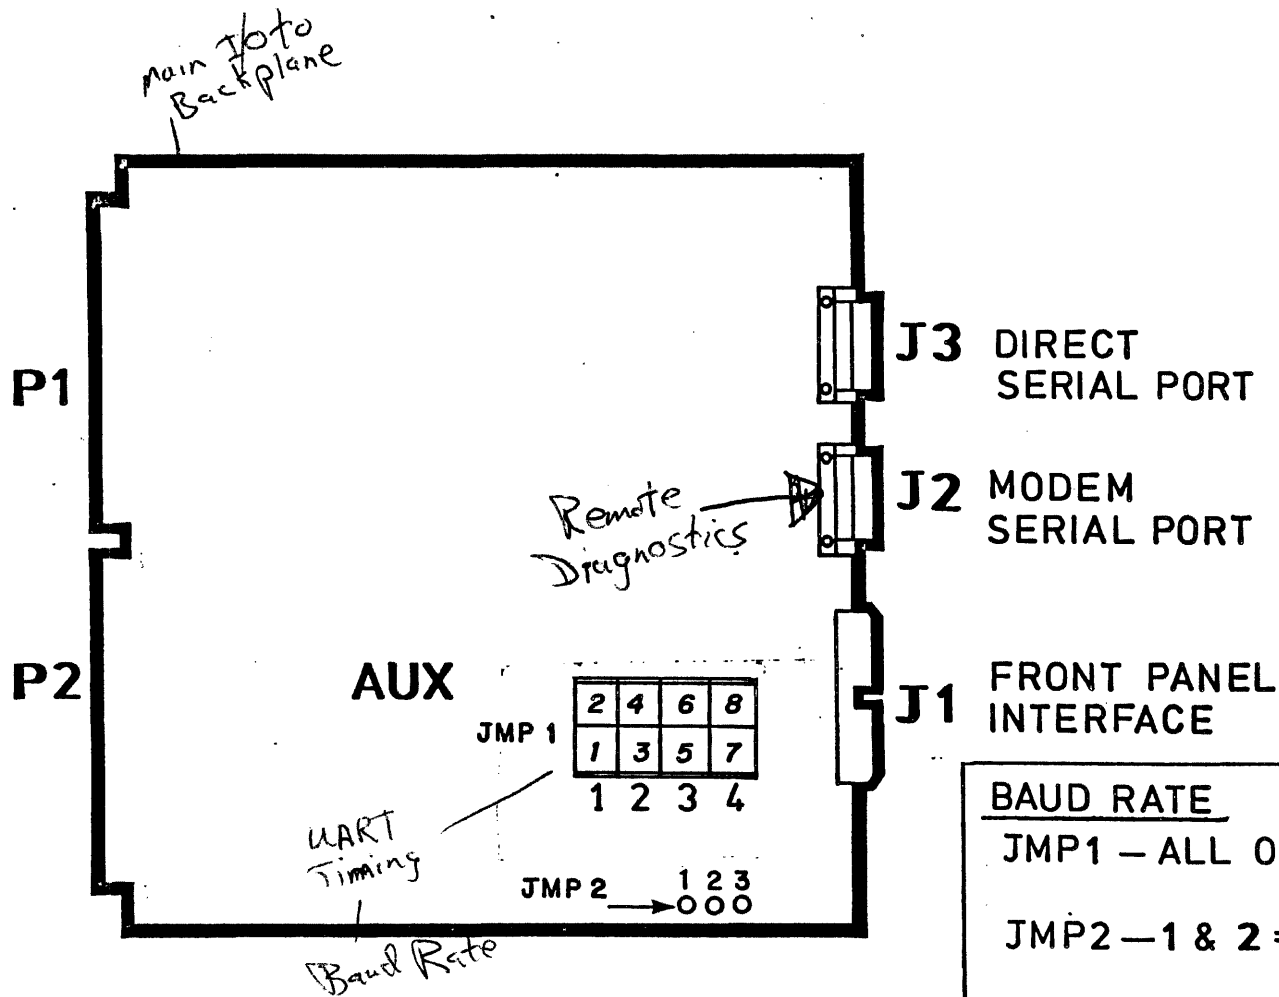 Main I/O to
Backplane
J3 DIRECT
SERIAL PORT
P1
J2 MODEM
SERIAL PORT
Remote
Diagnostics
P2
AUX
J1 FRONT PANEL
INTERFACE
JMP 1
2 4 6 8
1 3 5 7
1 2 3 4
UART
Timing
JMP 2
1 2 3
Baud Rate
BAUD RATE
JMP1 – ALL O
JMP2 – 1 & 2 =